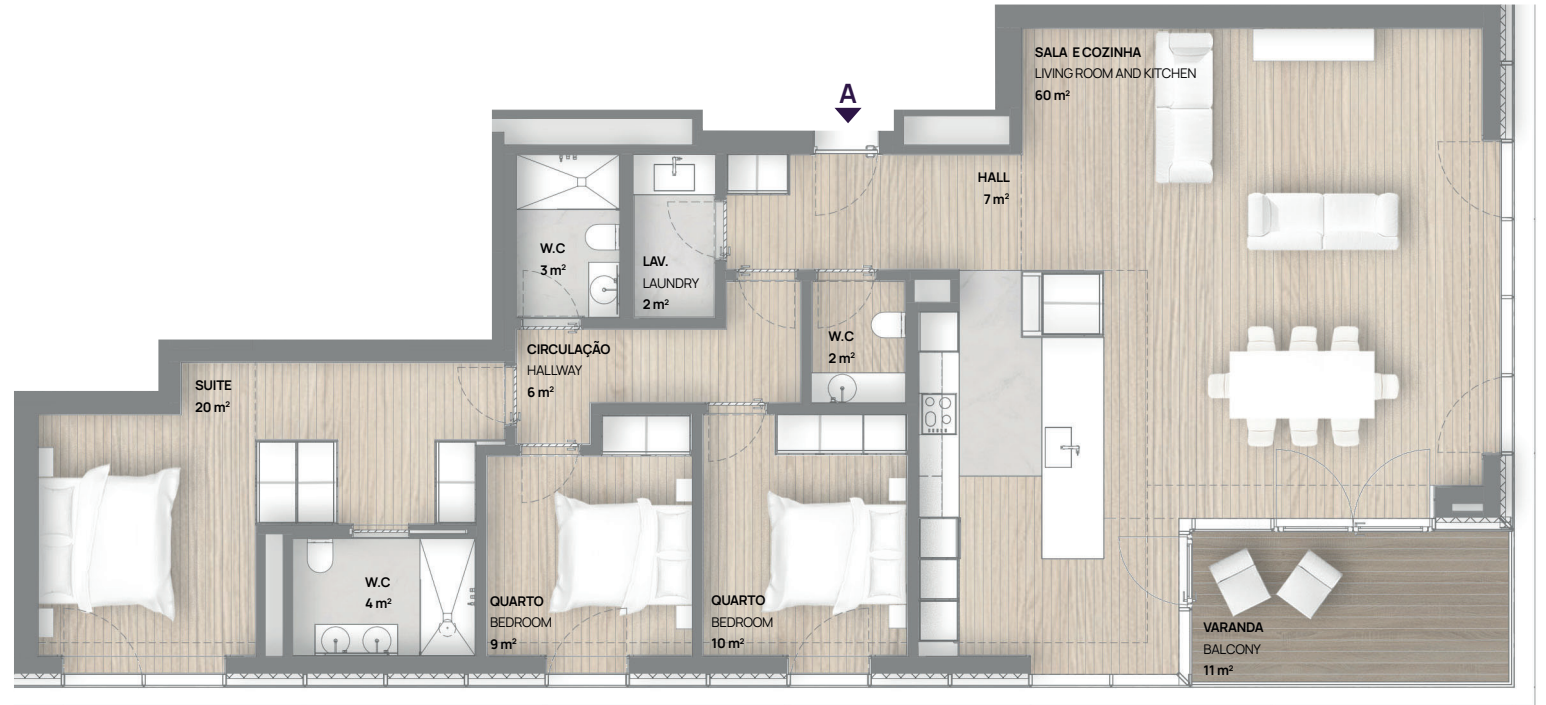 A
SALA E COZINHA
LIVING ROOM AND KITCHEN
60 m²
HALL
7 m²
W.C
3 m²
LAV.
LAUNDRY
2 m²
W.C
2 m²
CIRCULAÇÃO
HALLWAY
6 m²
SUITE
20 m²
W.C
4 m²
QUARTO
BEDROOM
9 m²
QUARTO
BEDROOM
10 m²
VARANDA
BALCONY
11 m²